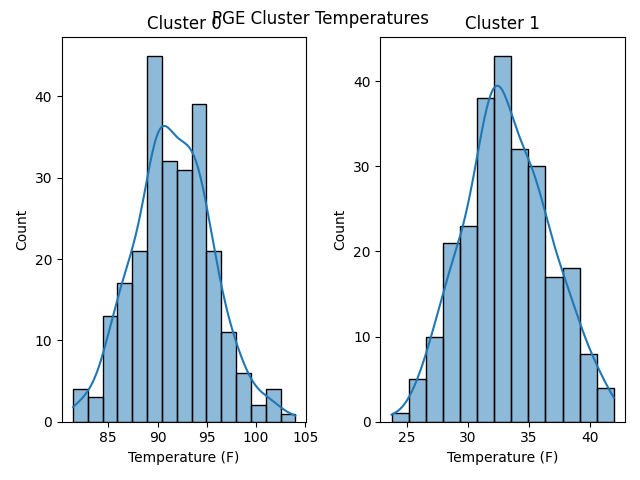 PGE Cluster Temperatures
Cluster 0
Cluster 1
Count
40
30
20
10
0
85 90 95 100 105
Temperature (F)
Count
40
30
20
10
0
25 30 35 40
Temperature (F)